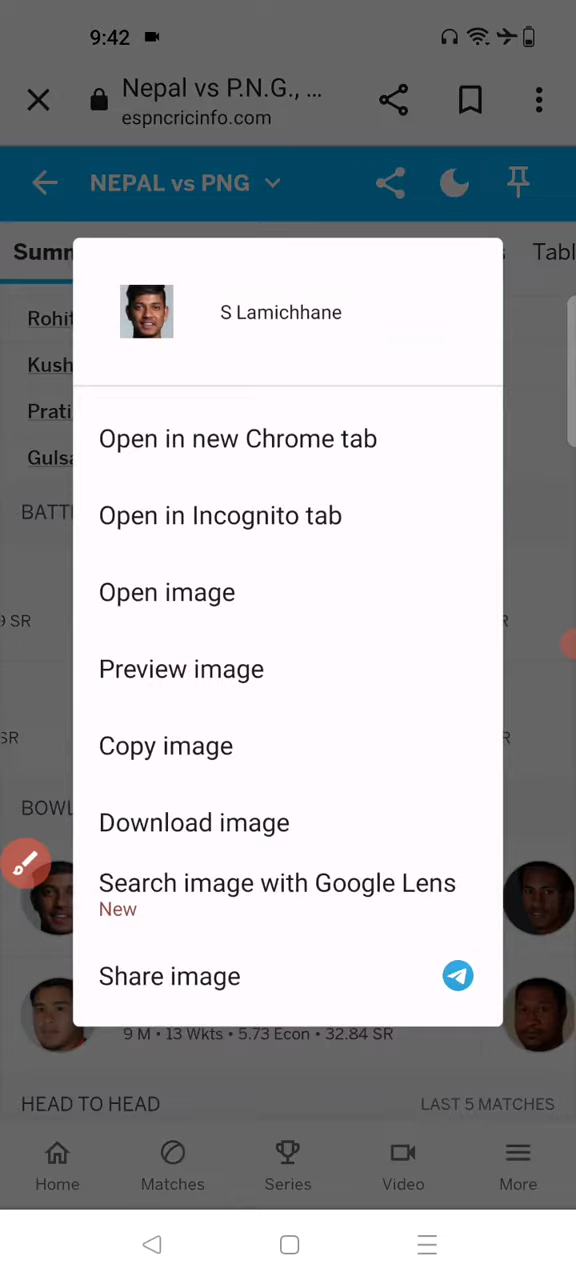 9:42
Nepal vs P.N.G., ...
espncricinfo.com
NEPAL vs PNG
Summ
Tabl
S Lamichhane
Rohit
Kush
Prati
Gulsa
Open in new Chrome tab
Open in Incognito tab
Open image
Preview image
Copy image
Download image
Search image with Google Lens
New
Share image
BATTI
SR
R
SR
R
BOWL
9 M • 13 Wkts • 5.73 Econ • 32.84 SR
HEAD TO HEAD
LAST 5 MATCHES
Home
Matches
Series
Video
More